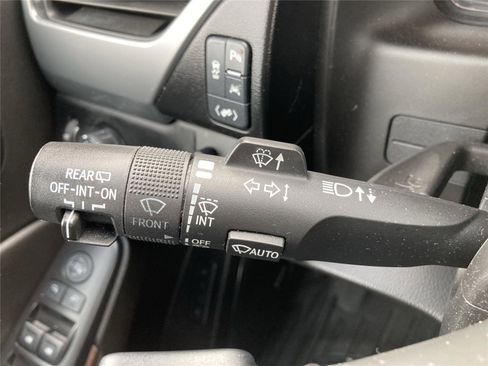 P
REAR
OFF-INT-ON
FRONT
INT
OFF
AUTO